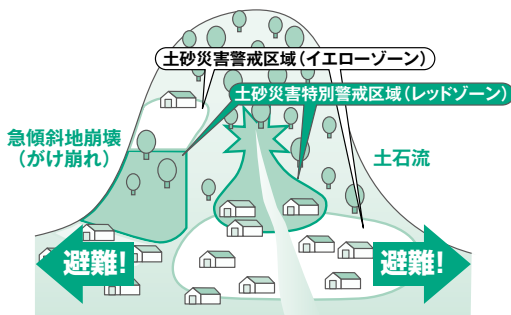 土砂災害警戒区域(イエローゾーン)
土砂災害特別警戒区域(レッドゾーン)
急傾斜地崩壊
(がけ崩れ)
土石流
避難!
避難!